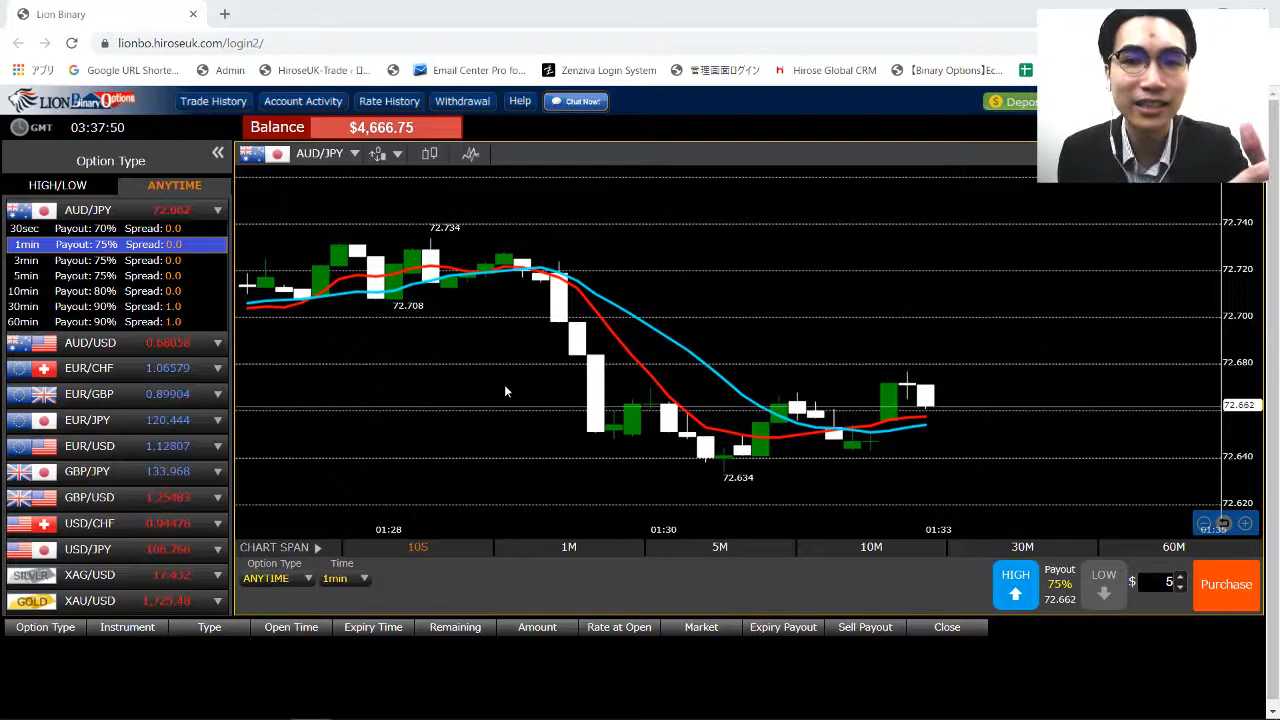 Lion Binary
lionbo.hiroseuk.com/login2/
アプリ Google URL Shorte... Admin HiroseUK-Trade・ロ... Email Center Pro fo... Zenziva Login System 管理画面ログイン Hirose Global CRM 【Binary Options】Ec...
LION Binary Options Trade History Account Activity Rate History Withdrawal Help Chat Now! $ Depos
GMT 03:37:50 Balance $4,666.75
Option Type AUD/JPY
HIGH/LOW ANYTIME
AUD/JPY 72.662
30sec Payout: 70% Spread: 0.0
1min Payout: 75% Spread: 0.0
3min Payout: 75% Spread: 0.0
5min Payout: 75% Spread: 0.0
10min Payout: 80% Spread: 0.0
30min Payout: 90% Spread: 1.0
60min Payout: 90% Spread: 1.0
AUD/USD 0.68058
EUR/CHF 1.06579
EUR/GBP 0.89904
EUR/JPY 120.444
EUR/USD 1.12807
GBP/JPY 133.968
GBP/USD 1.25483
USD/CHF 0.94476
USD/JPY 106.766
SILVER XAG/USD 17.432
GOLD XAU/USD 1,725.48
72.734
72.708
72.634
72.740
72.720
72.700
72.680
72.662
72.640
72.620
01:28 01:30 01:33 01:35
CHART SPAN 10S 1M 5M 10M 30M 60M
Option Type Time
ANYTIME 1min
HIGH Payout 75% 72.662 LOW $ 5 Purchase
Option Type Instrument Type Open Time Expiry Time Remaining Amount Rate at Open Market Expiry Payout Sell Payout Close